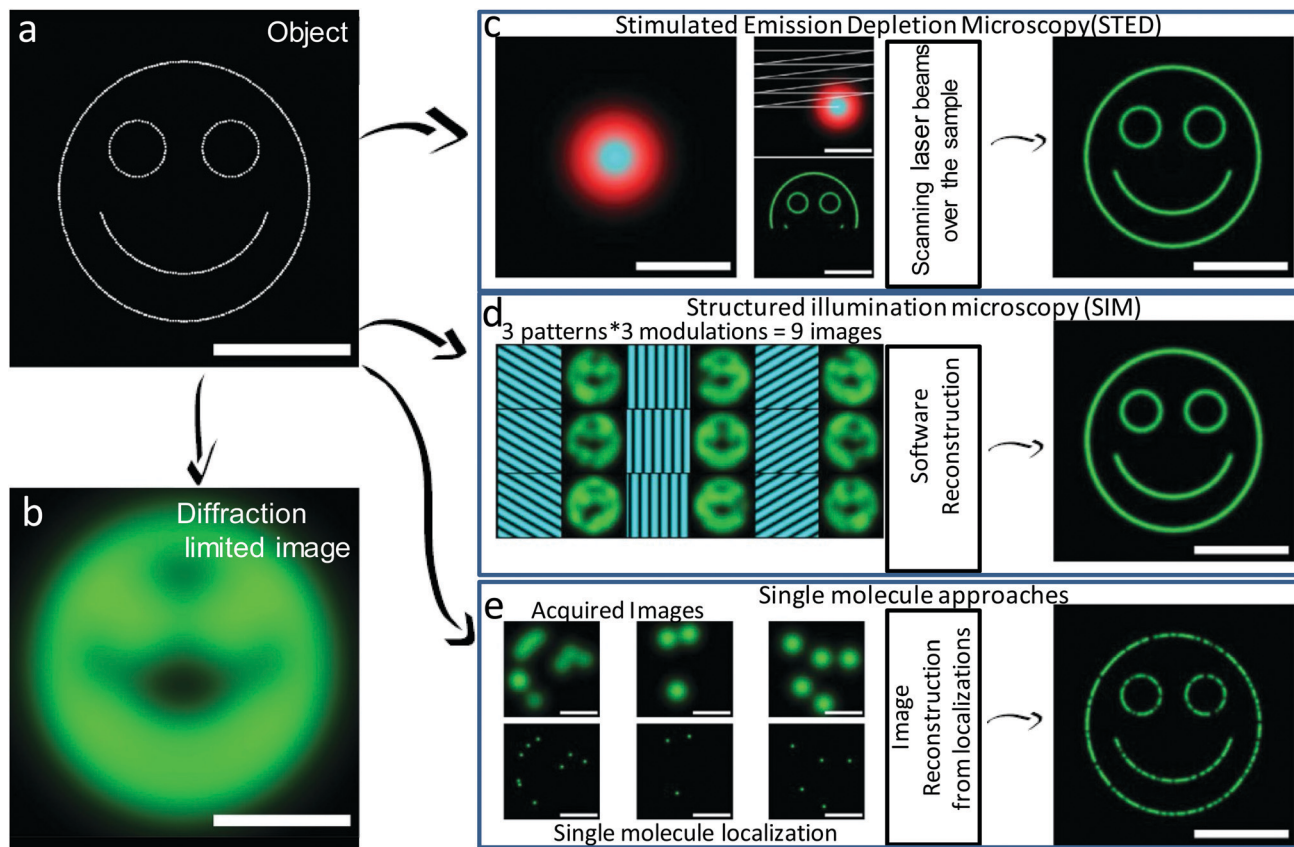 a
Object
b
Diffraction
limited image
c
Stimulated Emission Depletion Microscopy(STED)
Scanning laser beams
over the sample
d
Structured illumination microscopy (SIM)
3 patterns*3 modulations = 9 images
Software
Reconstruction
e
Single molecule approaches
Acquired Images
Single molecule localization
Image
Reconstruction
from localizations